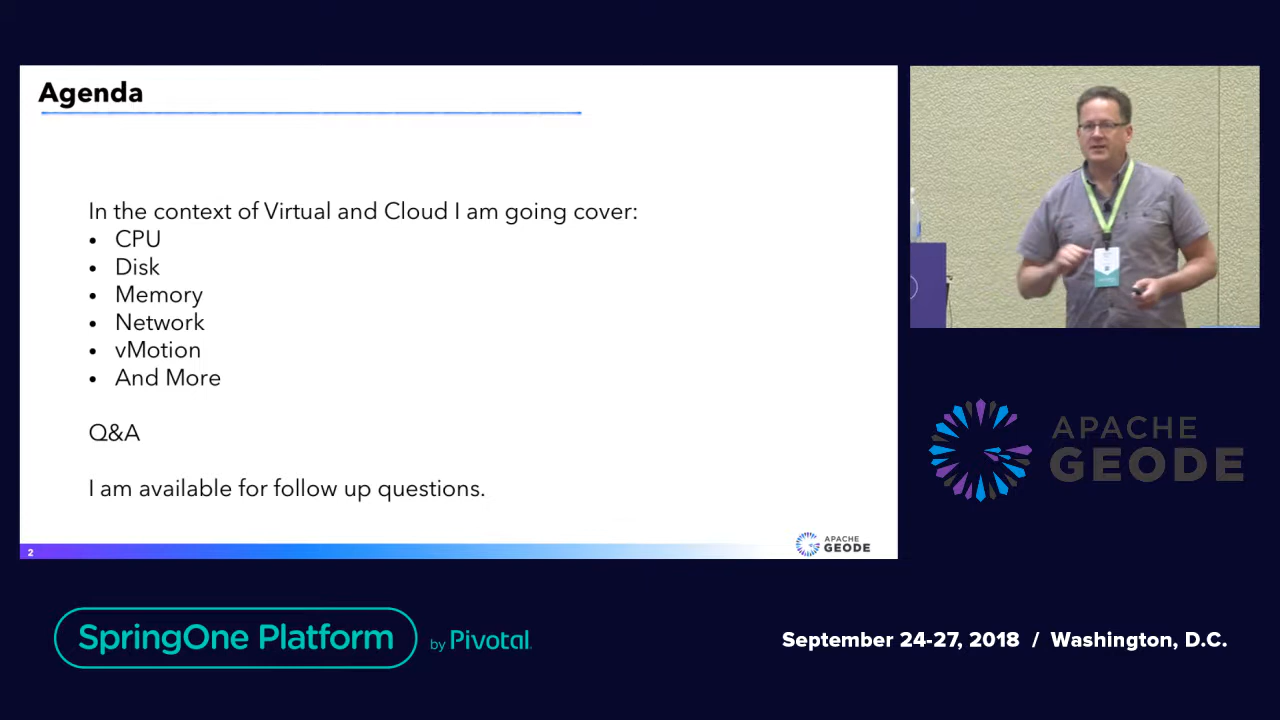 Agenda
In the context of Virtual and Cloud I am going cover:
• CPU
• Disk
• Memory
• Network
• vMotion
• And More
Q&A
I am available for follow up questions.
2
APACHE
GEODE
APACHE
GEODE
SpringOne Platform by Pivotal.
September 24-27, 2018 / Washington, D.C.